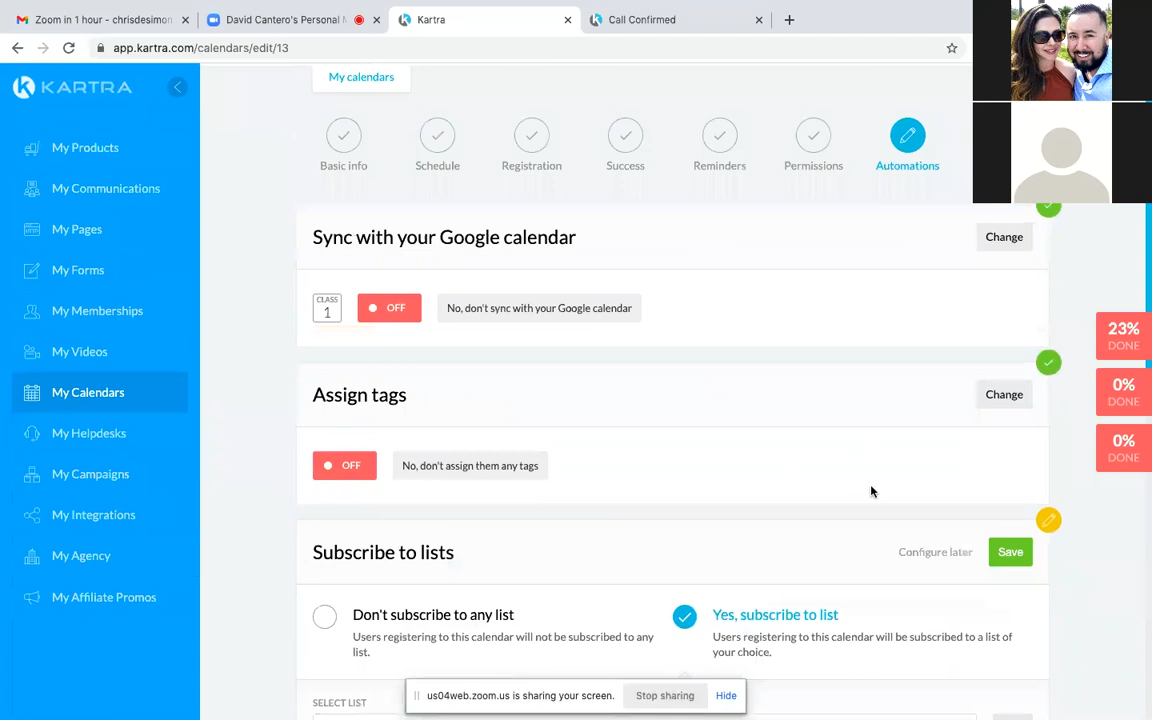 Zoom in 1 hour - chrisdesimon
David Cantero's Personal M
Kartra
Call Confirmed
app.kartra.com/calendars/edit/13
KARTRA
My calendars
My Products
My Communications
My Pages
My Forms
My Memberships
My Videos
My Calendars
My Helpdesks
My Campaigns
My Integrations
My Agency
My Affiliate Promos
Basic info
Schedule
Registration
Success
Reminders
Permissions
Automations
Sync with your Google calendar
Change
CLASS
1
OFF
No, don't sync with your Google calendar
Assign tags
Change
OFF
No, don't assign them any tags
Subscribe to lists
Configure later
Save
Don't subscribe to any list
Users registering to this calendar will not be subscribed to any
list.
Yes, subscribe to list
Users registering to this calendar will be subscribed to a list of
your choice.
SELECT LIST
us04web.zoom.us is sharing your screen.
Stop sharing
Hide
23%
DONE
0%
DONE
0%
DONE